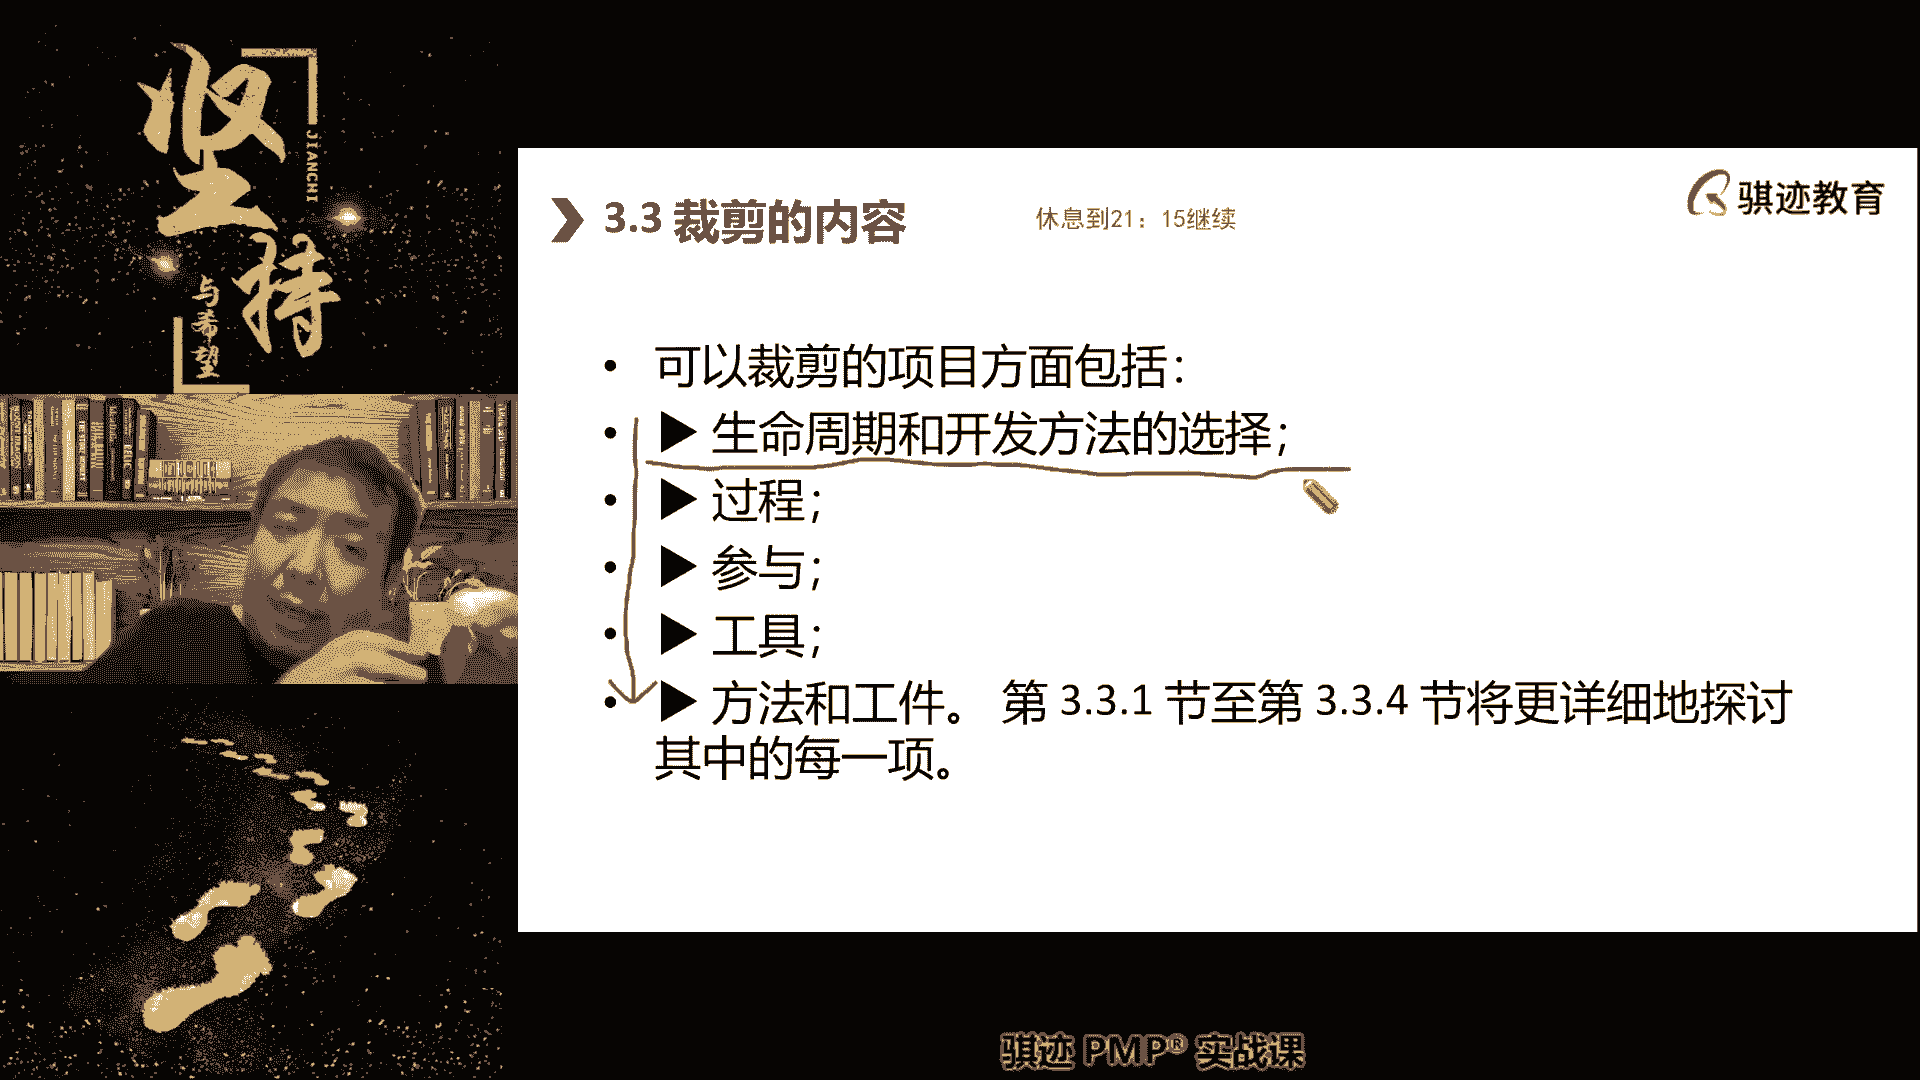 坚
持
JIANCHI
与希望
3.3 裁剪的内容
休息到21：15继续
骐迹教育
• 可以裁剪的项目方面包括：
• ▶ 生命周期和开发方法的选择；
• ▶ 过程；
• ▶ 参与；
• ▶ 工具；
• ▶ 方法和工件。 第 3.3.1 节至第 3.3.4 节将更详细地探讨
其中的每一项。
骐迹 PMP® 实战课